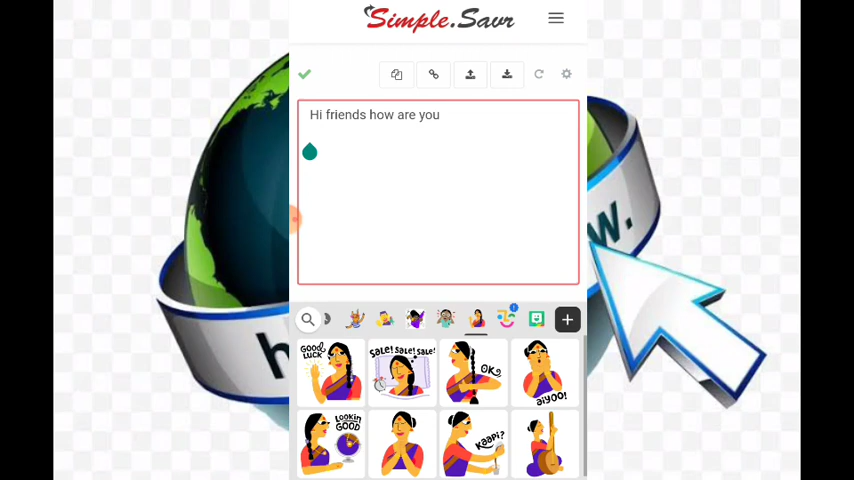 Simple.Savr
Hi friends how are you
h
w.
GOOD LUCK
SALE! SALE! SALE!
OK
aiyoo!
LOOKIN GOOD
KAAPI?